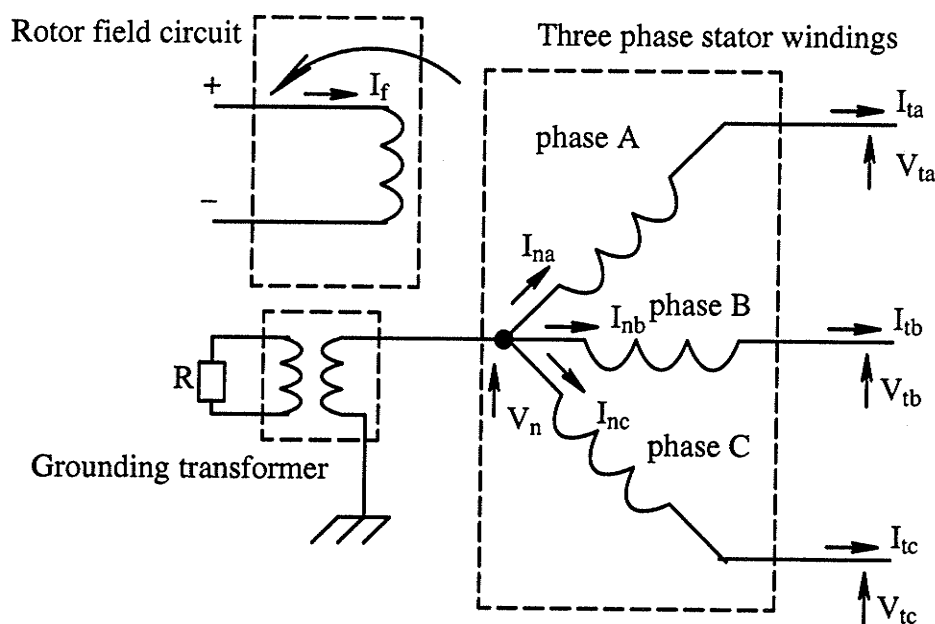 Rotor field circuit
Three phase stator windings
+
I_f
–
phase A
I_ta
V_ta
I_na
phase B
I_nb
I_tb
V_tb
R
V_n
I_nc
phase C
Grounding transformer
I_tc
V_tc